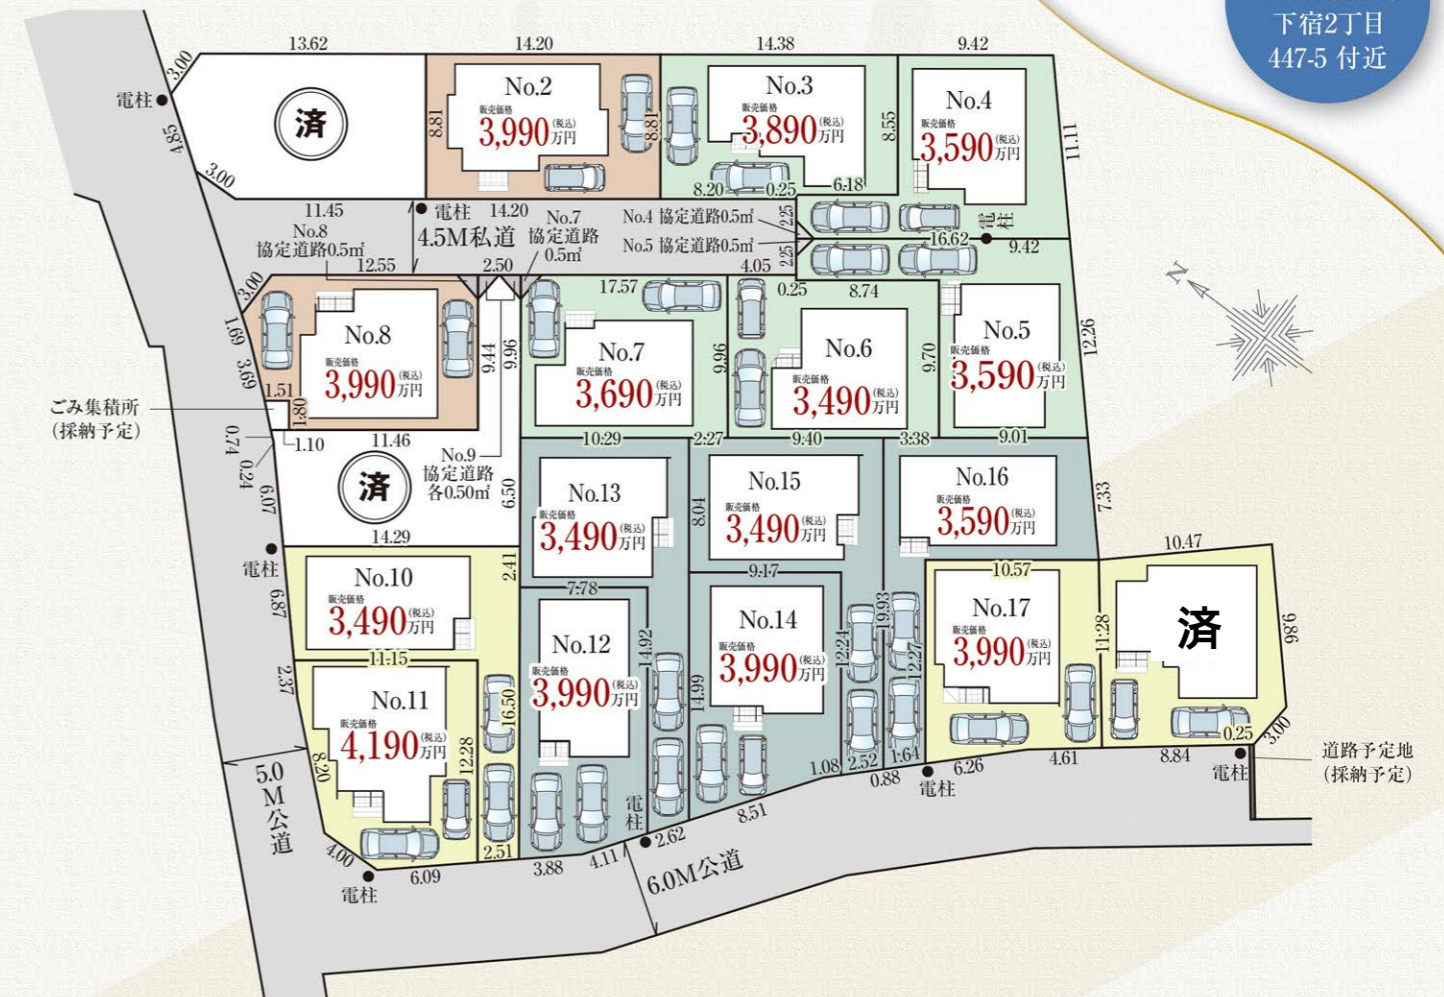 下宿2丁目
447-5 付近
13.62
14.20
14.38
9.42
3.00
電柱
4.85
3.00
済
8.81
No.2
販売価格
3,990万円
(税込)
8.81
No.3
販売価格
3,890万円
(税込)
8.55
8.20
0.25
6.18
No.4
販売価格
3,590万円
(税込)
11.11
11.45
電柱
14.20
4.5M私道
No.7
協定道路
0.5㎡
No.4 協定道路0.5㎡
No.5 協定道路0.5㎡
2.25
2.25
16.62
電柱
9.42
No.8
協定道路0.5㎡
12.55
2.50
4.05
0.25
8.74
3.00
1.69
3.69
No.8
販売価格
3,990万円
(税込)
1.51
1.80
9.44
9.96
17.57
No.7
販売価格
3,690万円
(税込)
9.96
No.6
販売価格
3,490万円
(税込)
9.70
No.5
販売価格
3,590万円
(税込)
12.26
N
ごみ集積所
(採納予定)
0.74
0.24
6.07
1.10
11.46
済
No.9
協定道路
各0.50㎡
6.50
14.29
10.29
2.27
9.40
3.38
9.01
No.13
販売価格
3,490万円
(税込)
8.04
No.15
販売価格
3,490万円
(税込)
No.16
販売価格
3,590万円
(税込)
7.33
電柱
6.87
2.41
No.10
販売価格
3,490万円
(税込)
7.78
9.17
10.57
10.47
2.37
11.15
No.11
販売価格
4,190万円
(税込)
8.20
12.28
16.50
No.12
販売価格
3,990万円
(税込)
14.92
No.14
販売価格
3,990万円
(税込)
14.99
12.24
19.93
12.27
No.17
販売価格
3,990万円
(税込)
11.28
済
9.86
5.0M公道
4.00
電柱
6.09
2.51
3.88
4.11
電柱
2.62
8.51
1.08
2.52
0.88
1.64
電柱
6.26
4.61
8.84
0.25
3.00
電柱
道路予定地
(採納予定)
6.0M公道